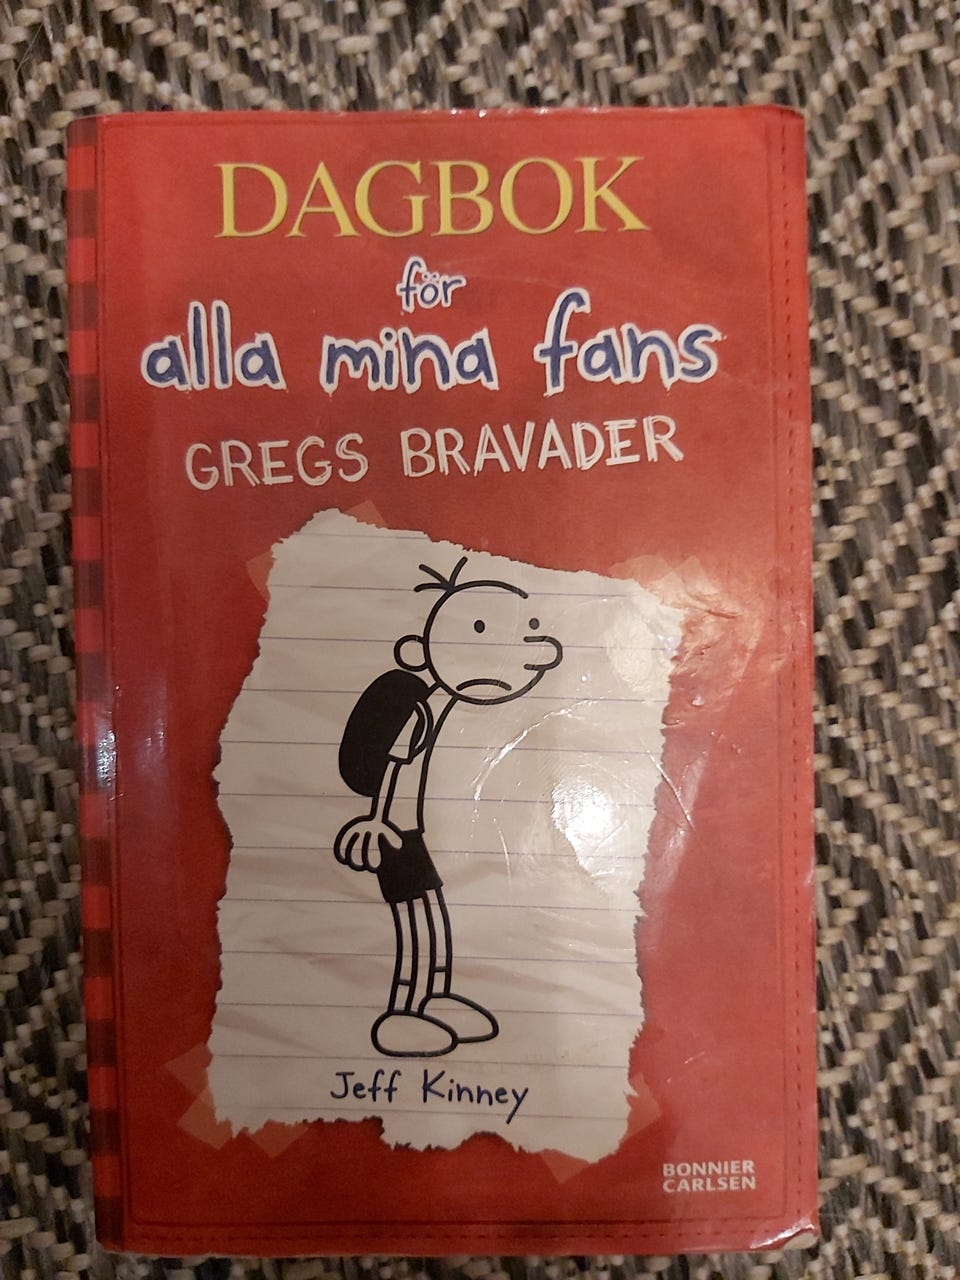 DAGBOK
för
alla mina fans
GREGS BRAVADER
Jeff Kinney
BONNIER
CARLSEN